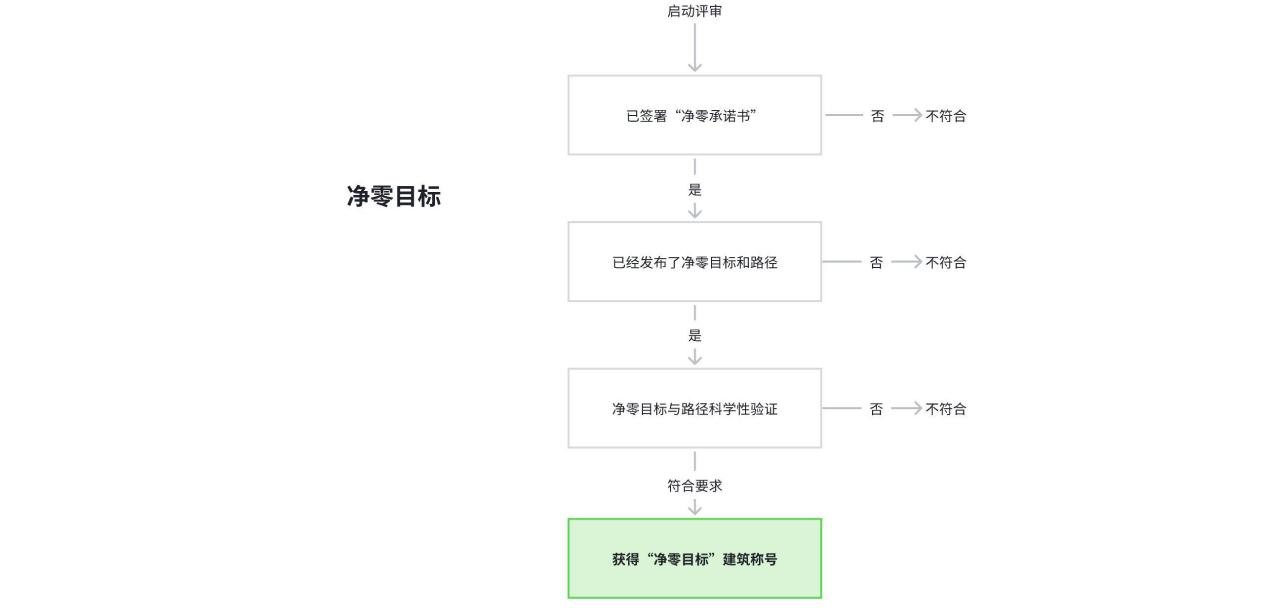 启动评审
已签署“净零承诺书”
否
不符合
是
净零目标
已经发布了净零目标和路径
否
不符合
是
净零目标与路径科学性验证
否
不符合
符合要求
获得“净零目标”建筑称号